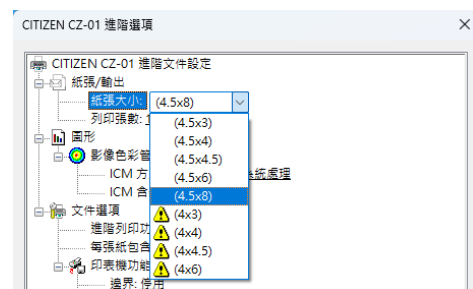 CITIZEN CZ-01 進階選項
CITIZEN CZ-01 進階文件設定
紙張/輸出
紙張大小: (4.5x8)
列印張數: 1
(4.5x3)
(4.5x4)
(4.5x4.5)
(4.5x6)
(4.5x8)
(4x3)
(4x4)
(4x4.5)
(4x6)
圖形
影像色彩管
ICM 方
系統處理
ICM 含
文件選項
進階列印功
每張紙包含
印表機功能
邊界: 停用